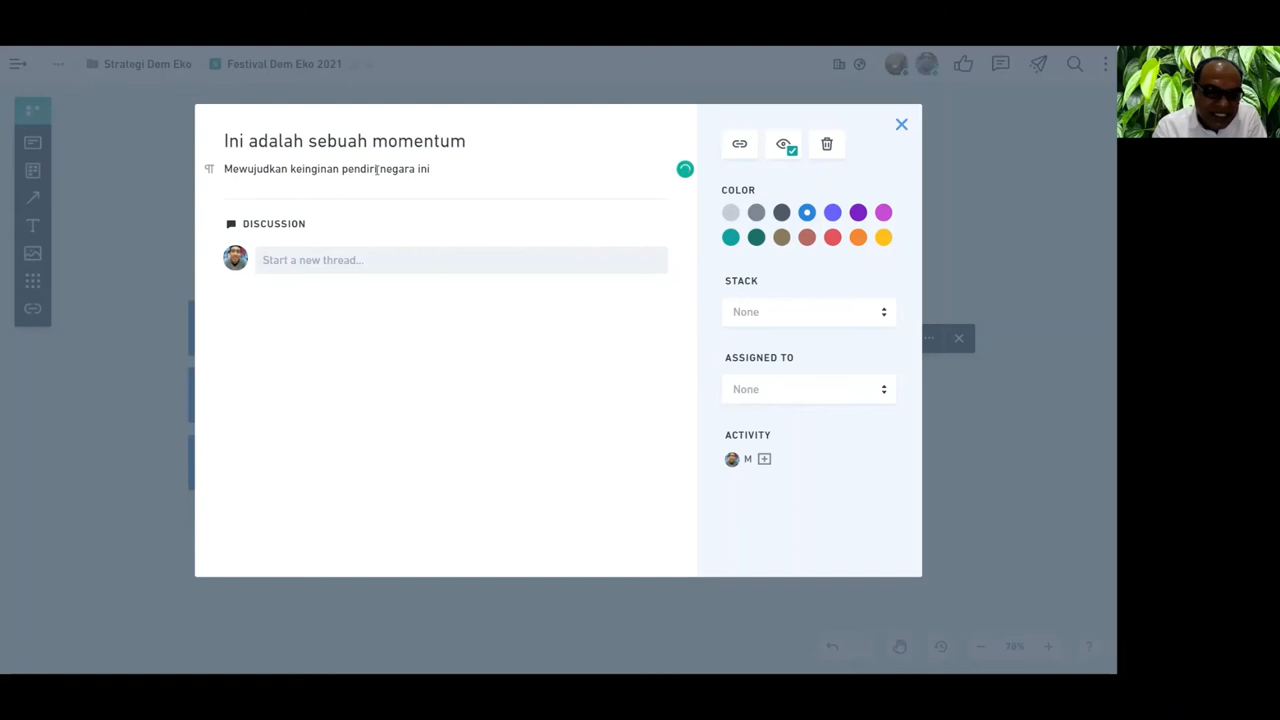 Strategi Dem Eko
Festival Dem Eko 2021
Ini adalah sebuah momentum
Mewujudkan keinginan pendiri negara ini
DISCUSSION
Start a new thread...
COLOR
STACK
None
ASSIGNED TO
None
ACTIVITY
M
70%
?